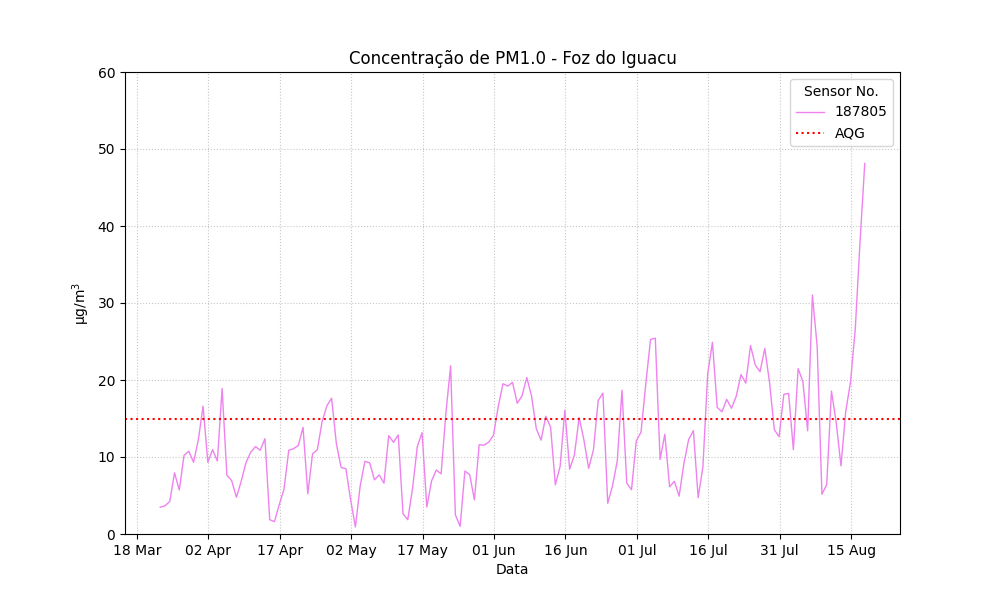 Concentração de PM1.0 - Foz do Iguacu
Sensor No.
187805
AQG
60
50
40
30
20
10
0
µg/m³
18 Mar
02 Apr
17 Apr
02 May
17 May
01 Jun
16 Jun
01 Jul
16 Jul
31 Jul
15 Aug
Data